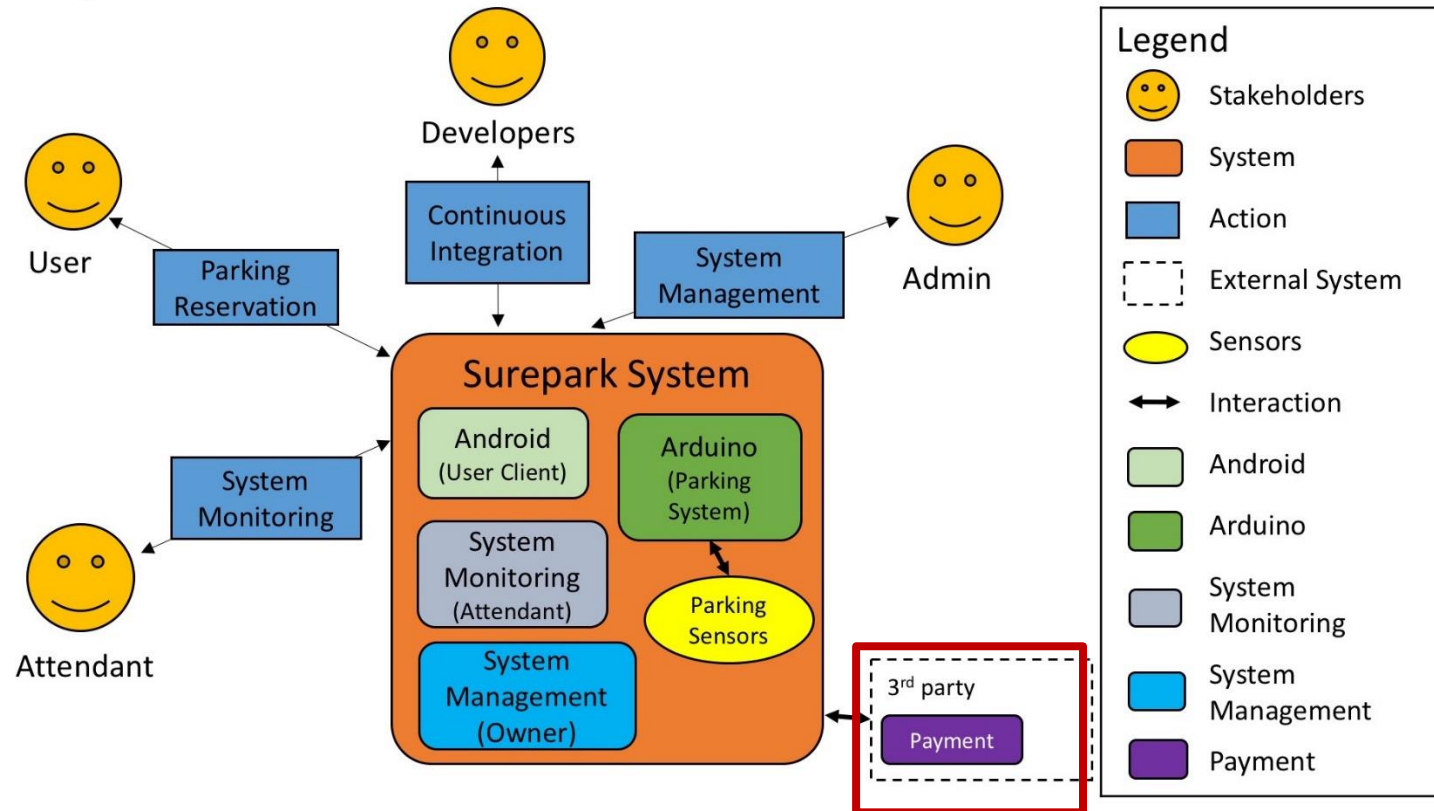 Developers
User
Continuous
Integration
Parking
Reservation
System
Management
Admin
Surepark System
Android
(User Client)
Arduino
(Parking
System)
System
Monitoring
System
Monitoring
(Attendant)
Parking
Sensors
Attendant
System
Management
(Owner)
3rd party
Payment
Legend
Stakeholders
System
Action
External System
Sensors
Interaction
Android
Arduino
System
Monitoring
System
Management
Payment